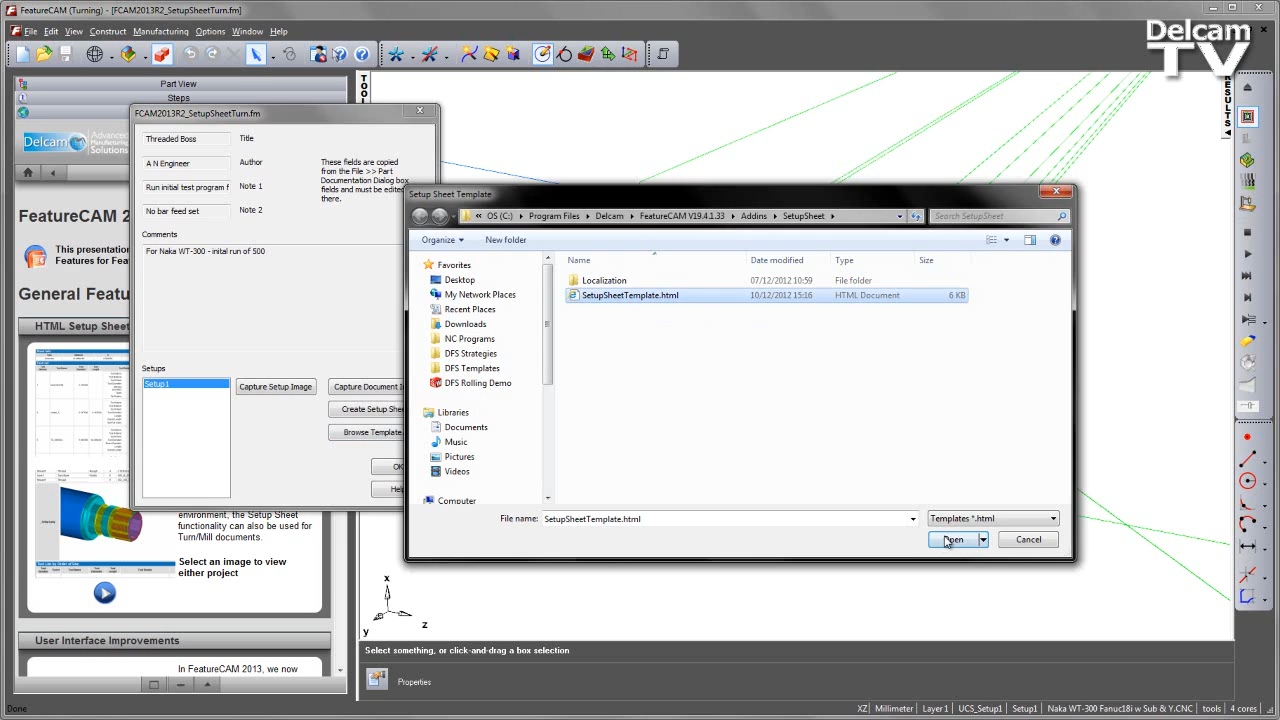 FeatureCAM (Turning) - [FCAM2013R2_SetupSheetTurn.fm]
File Edit View Construct Manufacturing Options Window Help
Delcam
TV
Part View
Steps
TOOL
RESULTS
Delcam Advanced
Manufacturing
Solutions
FeatureCAM 2
This presentation
Features for Featu
General Featu
HTML Setup Sheet
environment, the Setup Sheet
functionality can also be used for
Turn/Mill documents.
Select an image to view
either project
User Interface Improvements
In FeatureCAM 2013, we now
FCAM2013R2_SetupSheetTurn.fm
Threaded Boss Title
A N Engineer Author
Run initial test program f Note 1
No bar feed set Note 2
These fields are copied
from the File >> Part
Documentation Dialog box
fields and must be edited
there.
Comments
For Naka WT-300 - inital run of 500
Setups
Setup1
Capture Setup Image
Capture Document I
Create Setup Shee
Browse Template.
OK
Help
Setup Sheet Template
« OS (C:) Program Files Delcam FeatureCAM V19.4.1.33 Addins SetupSheet
Search SetupSheet
Organize New folder
Favorites
Desktop
My Network Places
Recent Places
Downloads
NC Programs
DFS Strategies
DFS Templates
DFS Rolling Demo
Libraries
Documents
Music
Pictures
Videos
Computer
Name Date modified Type Size
Localization 07/12/2012 10:59 File folder
SetupSheetTemplate.html 10/12/2012 15:16 HTML Document 6 KB
File name: SetupSheetTemplate.html
Templates *.html
Open Cancel
x
y
z
Select something, or click-and-drag a box selection
Properties
Done
XZ Millimeter Layer1 UCS_Setup1 Setup1 Naka WT-300 Fanuc18i w Sub & Y.CNC tools 4 cores